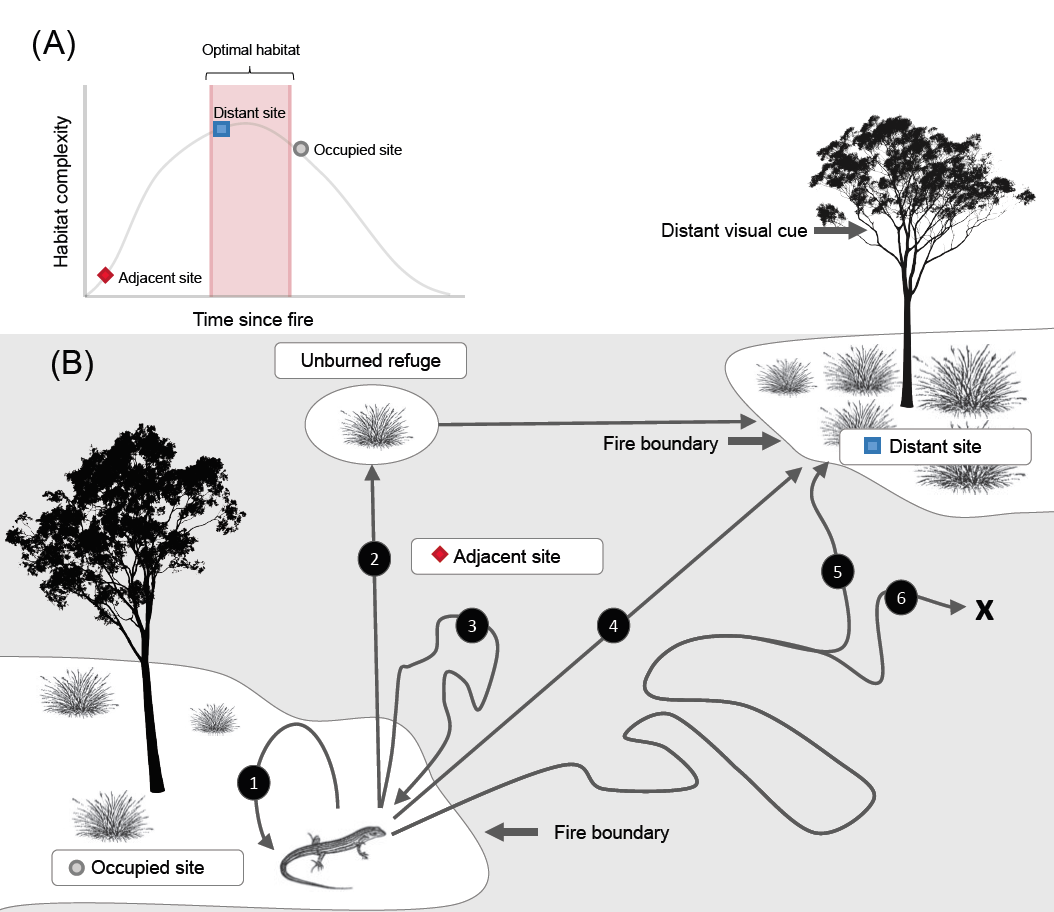 (A)
Optimal habitat
Distant site
Occupied site
Adjacent site
Habitat complexity
Time since fire
Distant visual cue
(B)
Unburned refuge
Fire boundary
Distant site
2
Adjacent site
5
3
4
6
X
1
Fire boundary
Occupied site